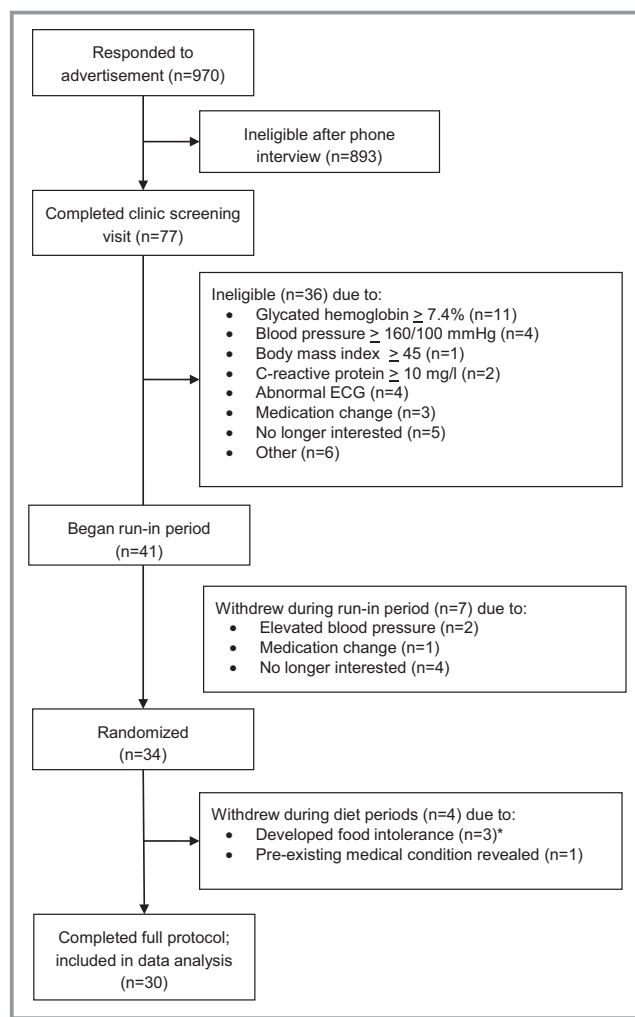 Responded to
advertisement (n=970)
Ineligible after phone
interview (n=893)
Completed clinic screening
visit (n=77)
Ineligible (n=36) due to:
• Glycated hemoglobin ≥ 7.4% (n=11)
• Blood pressure ≥ 160/100 mmHg (n=4)
• Body mass index ≥ 45 (n=1)
• C-reactive protein ≥ 10 mg/l (n=2)
• Abnormal ECG (n=4)
• Medication change (n=3)
• No longer interested (n=5)
• Other (n=6)
Began run-in period
(n=41)
Withdrew during run-in period (n=7) due to:
• Elevated blood pressure (n=2)
• Medication change (n=1)
• No longer interested (n=4)
Randomized
(n=34)
Withdrew during diet periods (n=4) due to:
• Developed food intolerance (n=3)*
• Pre-existing medical condition revealed (n=1)
Completed full protocol;
included in data analysis
(n=30)